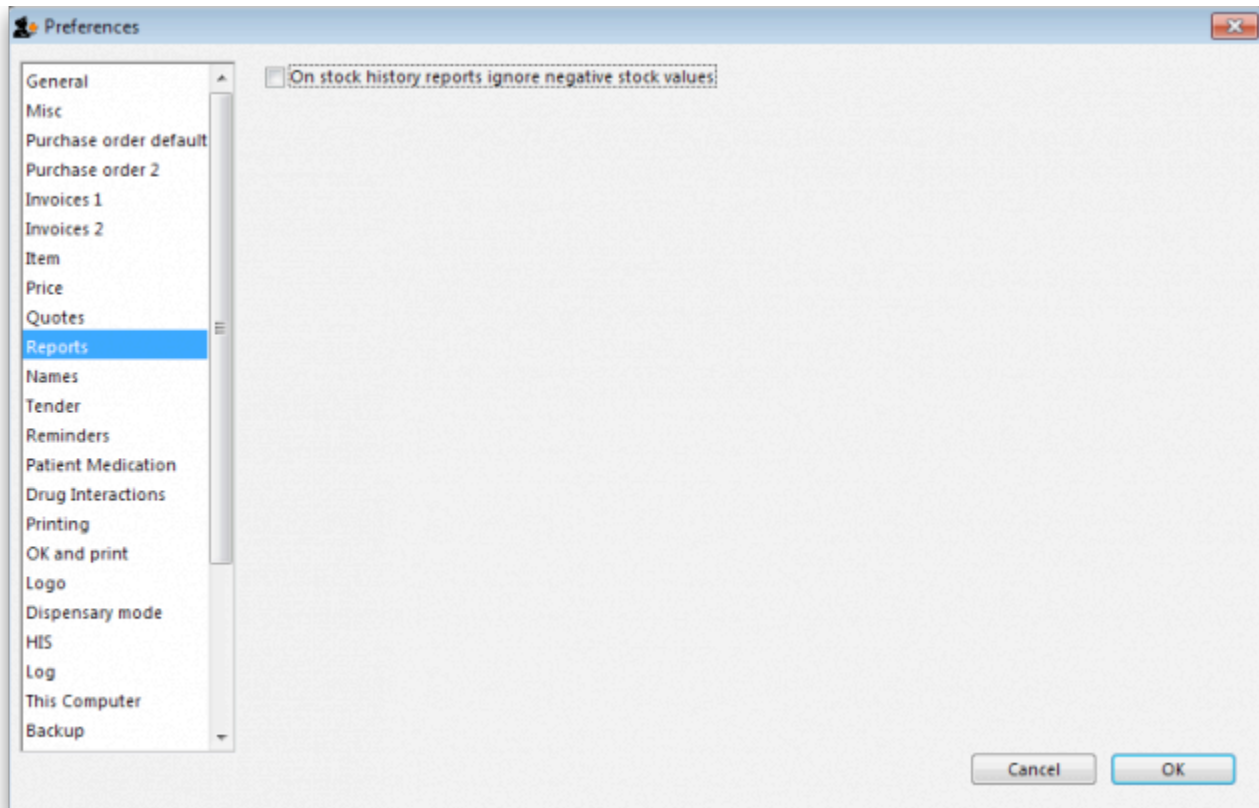 Preferences
General
Misc
Purchase order default
Purchase order 2
Invoices 1
Invoices 2
Item
Price
Quotes
Reports
Names
Tender
Reminders
Patient Medication
Drug Interactions
Printing
OK and print
Logo
Dispensary mode
HIS
Log
This Computer
Backup
On stock history reports ignore negative stock values
Cancel OK